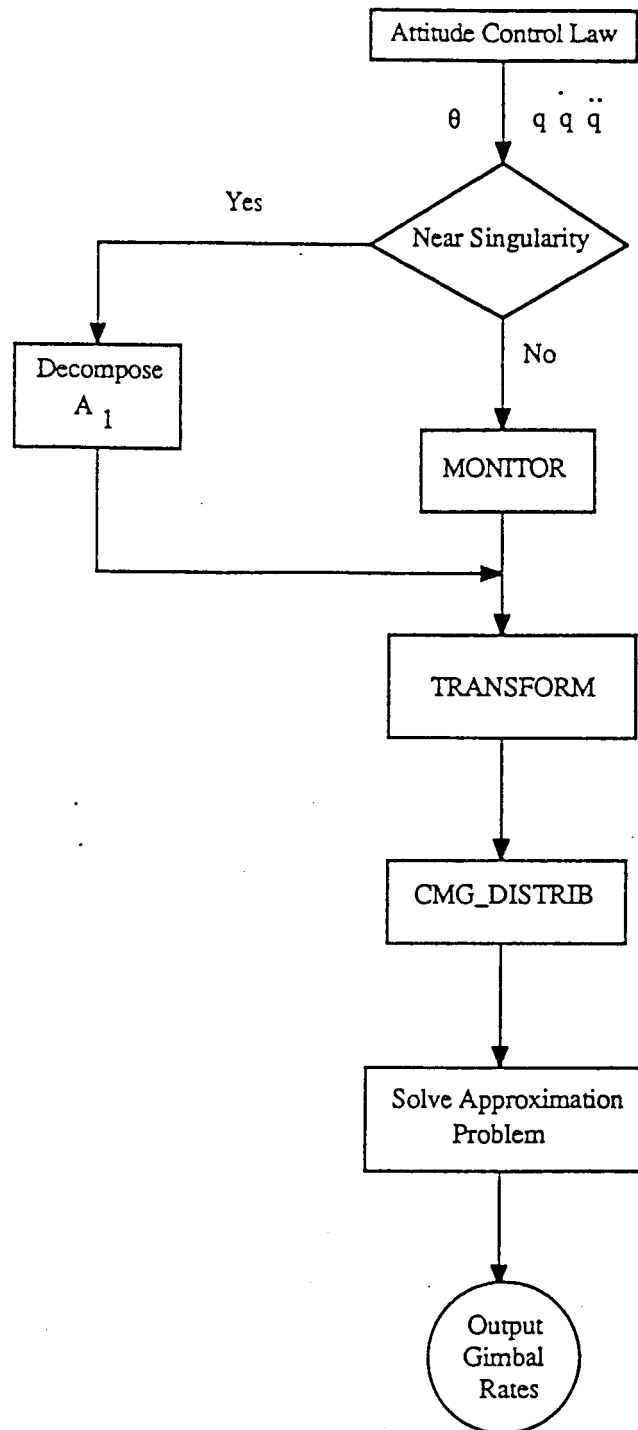 Attitude Control Law
θ q q̇ q̈
Yes
Near Singularity
No
Decompose
A 1
MONITOR
TRANSFORM
CMG_DISTRIB
Solve Approximation
Problem
Output
Gimbal
Rates